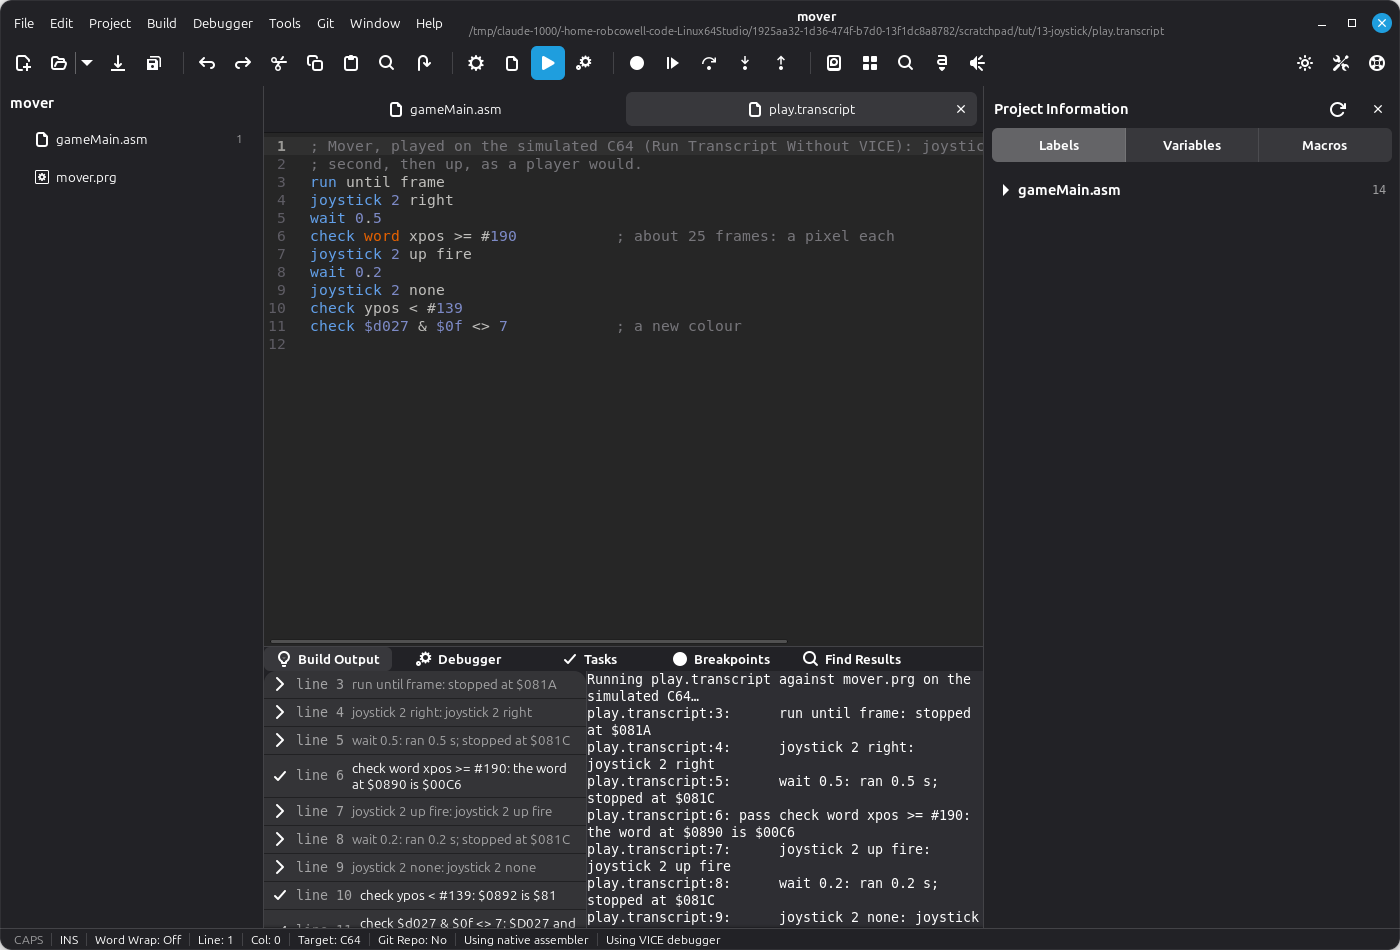 File Edit Project Build Debugger Tools Git Window Help
mover
/tmp/claude-1000/-home-robcowell-code-Linux64Studio/1925aa32-1d36-474f-b7d0-13f1dc8a8782/scratchpad/tut/13-joystick/play.transcript
mover
gameMain.asm 1
mover.prg
gameMain.asm
play.transcript
1 ; Mover, played on the simulated C64 (Run Transcript Without VICE): joystic
2 ; second, then up, as a player would.
3 run until frame
4 joystick 2 right
5 wait 0.5
6 check word xpos >= #190 ; about 25 frames: a pixel each
7 joystick 2 up fire
8 wait 0.2
9 joystick 2 none
10 check ypos < #139
11 check $d027 & $0f <> 7 ; a new colour
12
Project Information
Labels Variables Macros
gameMain.asm 14
Build Output Debugger Tasks Breakpoints Find Results
line 3 run until frame: stopped at $081A
line 4 joystick 2 right: joystick 2 right
line 5 wait 0.5: ran 0.5 s; stopped at $081C
line 6 check word xpos >= #190: the word
at $0890 is $00C6
line 7 joystick 2 up fire: joystick 2 up fire
line 8 wait 0.2: ran 0.2 s; stopped at $081C
line 9 joystick 2 none: joystick 2 none
line 10 check ypos < #139: $0892 is $81
line 11 check $d027 & $0f <> 7: $D027 and
Running play.transcript against mover.prg on the
simulated C64…
play.transcript:3: run until frame: stopped
at $081A
play.transcript:4: joystick 2 right:
joystick 2 right
play.transcript:5: wait 0.5: ran 0.5 s;
stopped at $081C
play.transcript:6: pass check word xpos >= #190:
the word at $0890 is $00C6
play.transcript:7: joystick 2 up fire:
joystick 2 up fire
play.transcript:8: wait 0.2: ran 0.2 s;
stopped at $081C
play.transcript:9: joystick 2 none: joystick
CAPS INS Word Wrap: Off Line: 1 Col: 0 Target: C64 Git Repo: No Using native assembler Using VICE debugger